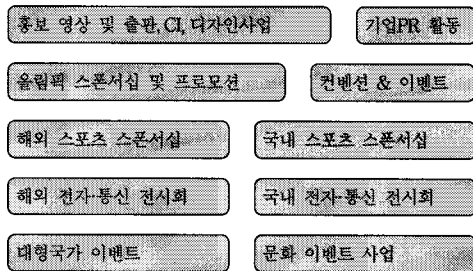 홍보 영상 및 출판, CI, 디자인사업 기업PR 활동
올림픽 스폰서십 및 프로모션 컨벤션 & 이벤트
해외 스포츠 스폰서십 국내 스포츠 스폰서십
해외 전자·통신 전시회 국내 전자·통신 전시회
대형국가 이벤트 문화 이벤트 사업